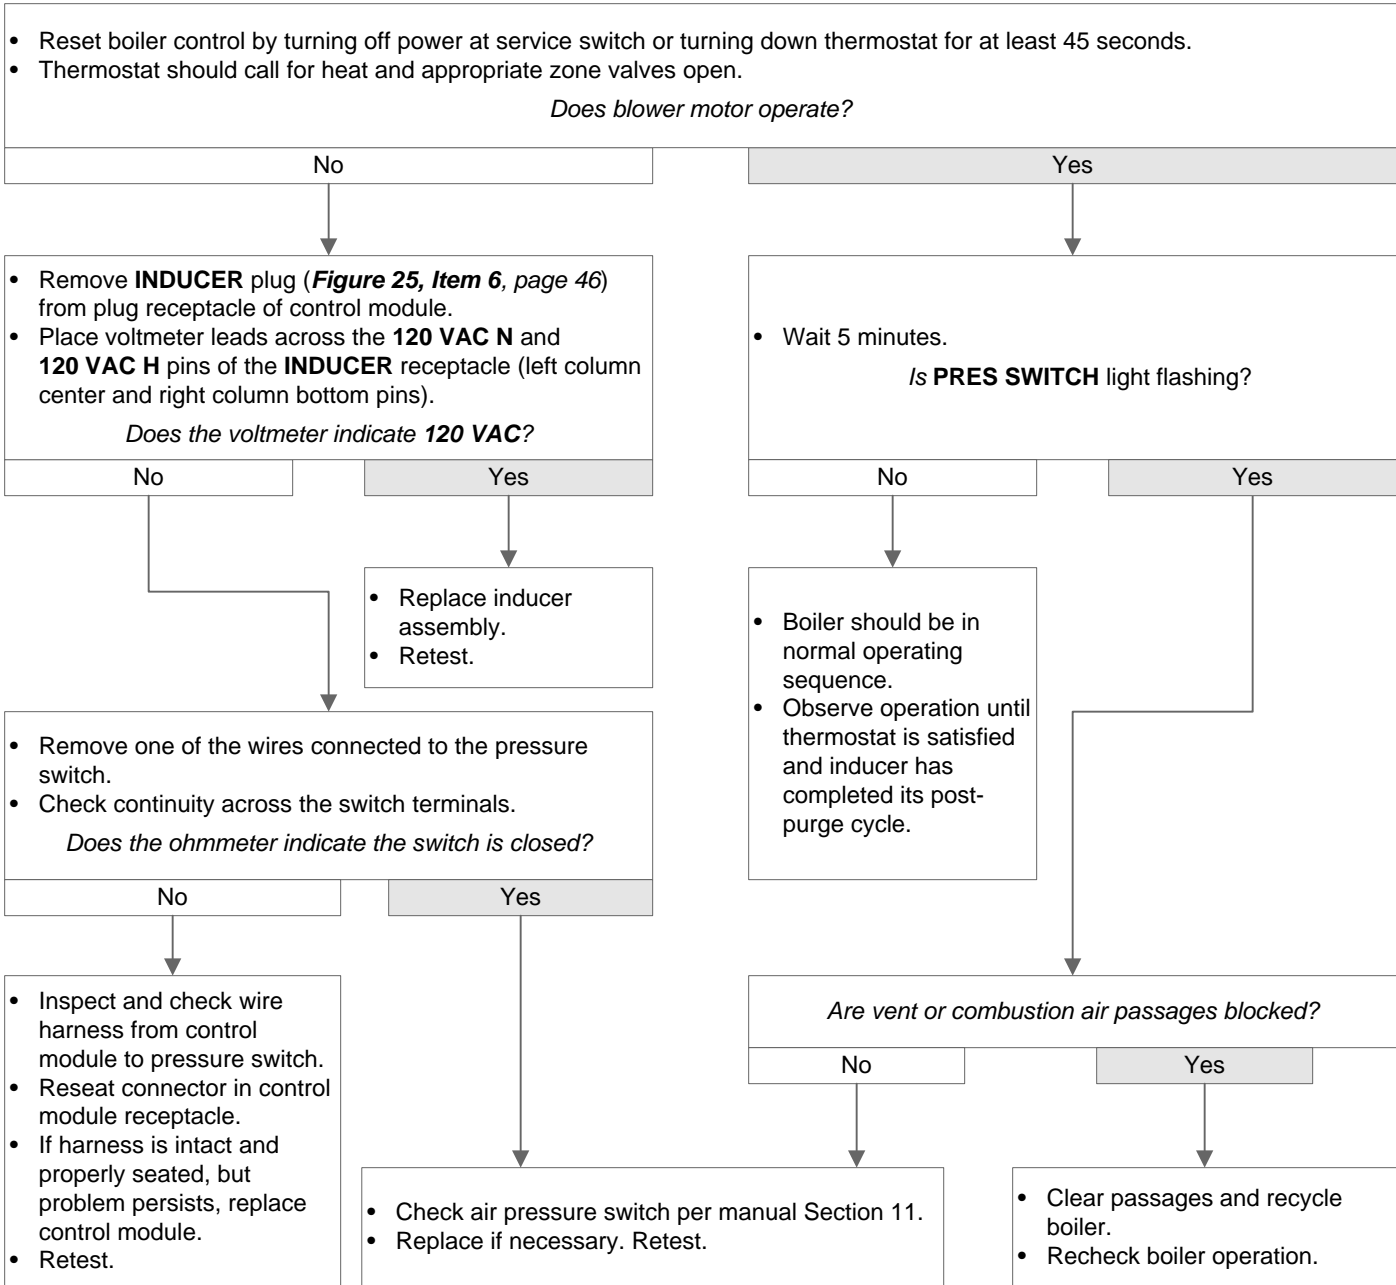 • Reset boiler control by turning off power at service switch or turning down thermostat for at least 45 seconds.
• Thermostat should call for heat and appropriate zone valves open.
Does blower motor operate?
No
Yes
• Remove INDUCER plug (Figure 25, Item 6, page 46)
from plug receptacle of control module.
• Place voltmeter leads across the 120 VAC N and
120 VAC H pins of the INDUCER receptacle (left column
center and right column bottom pins).
Does the voltmeter indicate 120 VAC?
No
Yes
• Wait 5 minutes.
Is PRES SWITCH light flashing?
No
Yes
• Replace inducer
assembly.
• Retest.
• Boiler should be in
normal operating
sequence.
• Observe operation until
thermostat is satisfied
and inducer has
completed its post-
purge cycle.
• Remove one of the wires connected to the pressure
switch.
• Check continuity across the switch terminals.
Does the ohmmeter indicate the switch is closed?
No
Yes
• Inspect and check wire
harness from control
module to pressure switch.
• Reseat connector in control
module receptacle.
• If harness is intact and
properly seated, but
problem persists, replace
control module.
• Retest.
Are vent or combustion air passages blocked?
No
Yes
• Check air pressure switch per manual Section 11.
• Replace if necessary. Retest.
• Clear passages and recycle
boiler.
• Recheck boiler operation.